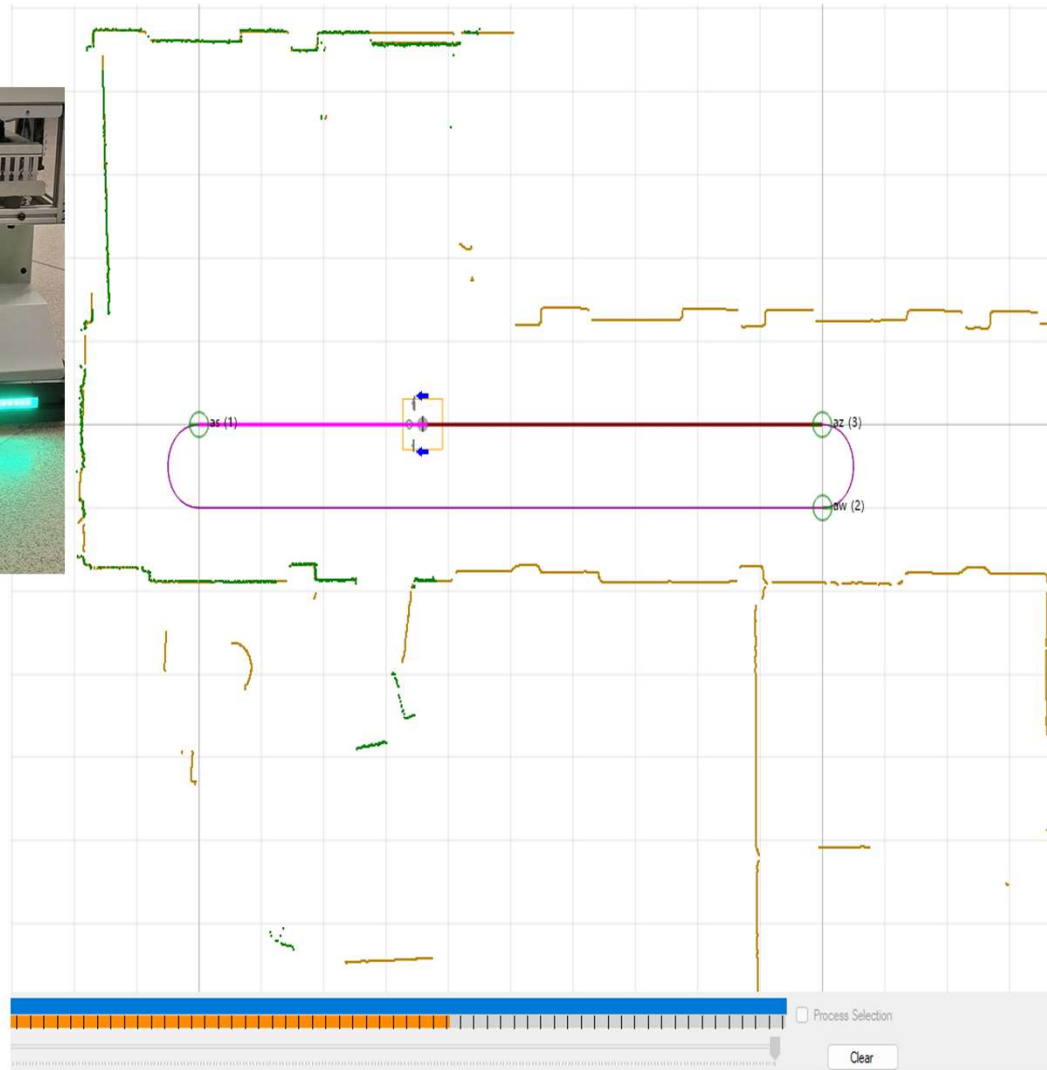 as (1)
az (3)
aw (2)
Process Selection
Clear